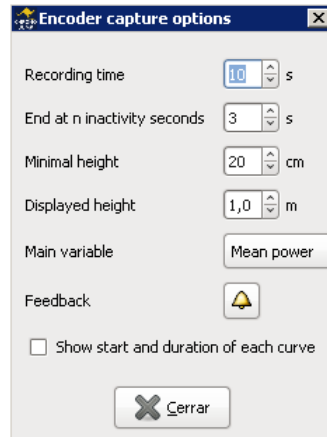 Encoder capture options
Recording time 10 s
End at n inactivity seconds 3 s
Minimal height 20 cm
Displayed height 1,0 m
Main variable Mean power
Feedback
Show start and duration of each curve
Cerrar